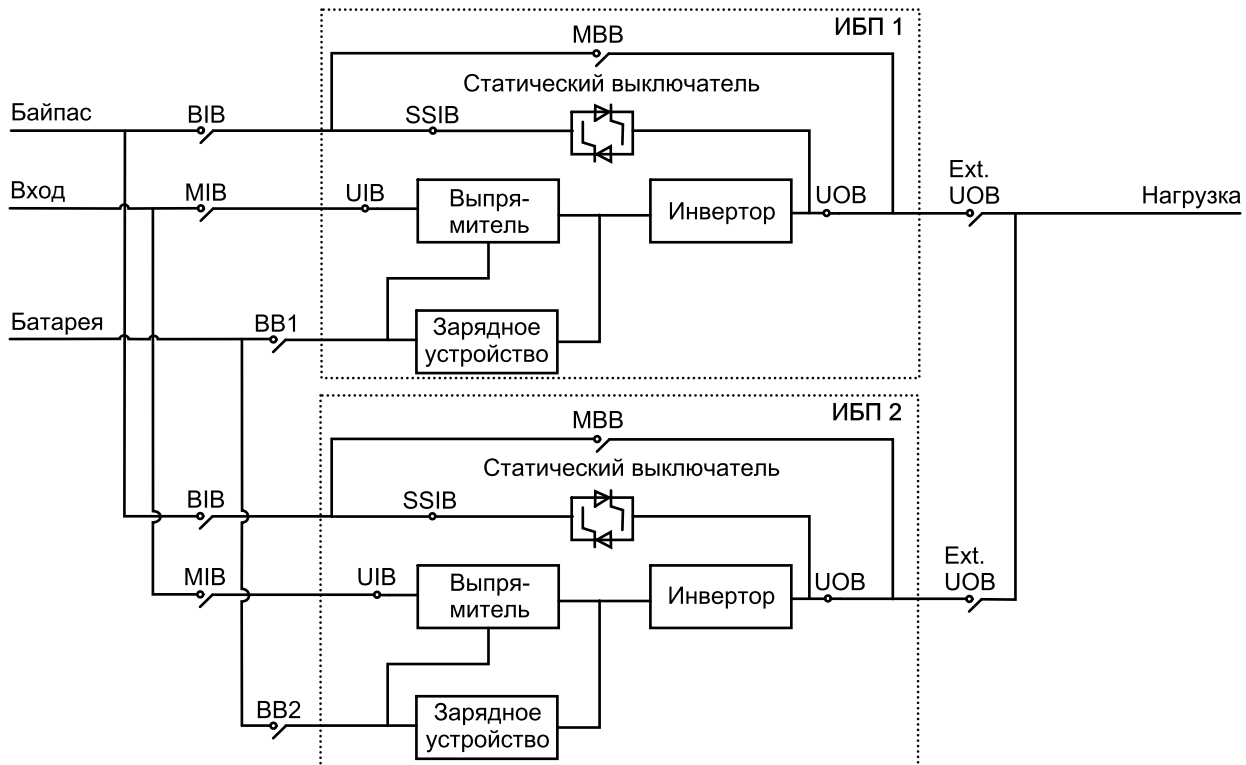 ИБП 1
MBB
Статический выключатель
Байпас
BIB
SSIB
Вход
MIB
UIB
Выпря-
митель
Инвертор
UOB
Ext.
UOB
Нагрузка
Батарея
BB1
Зарядное
устройство
ИБП 2
MBB
Статический выключатель
BIB
SSIB
MIB
UIB
Выпря-
митель
Инвертор
UOB
Ext.
UOB
BB2
Зарядное
устройство